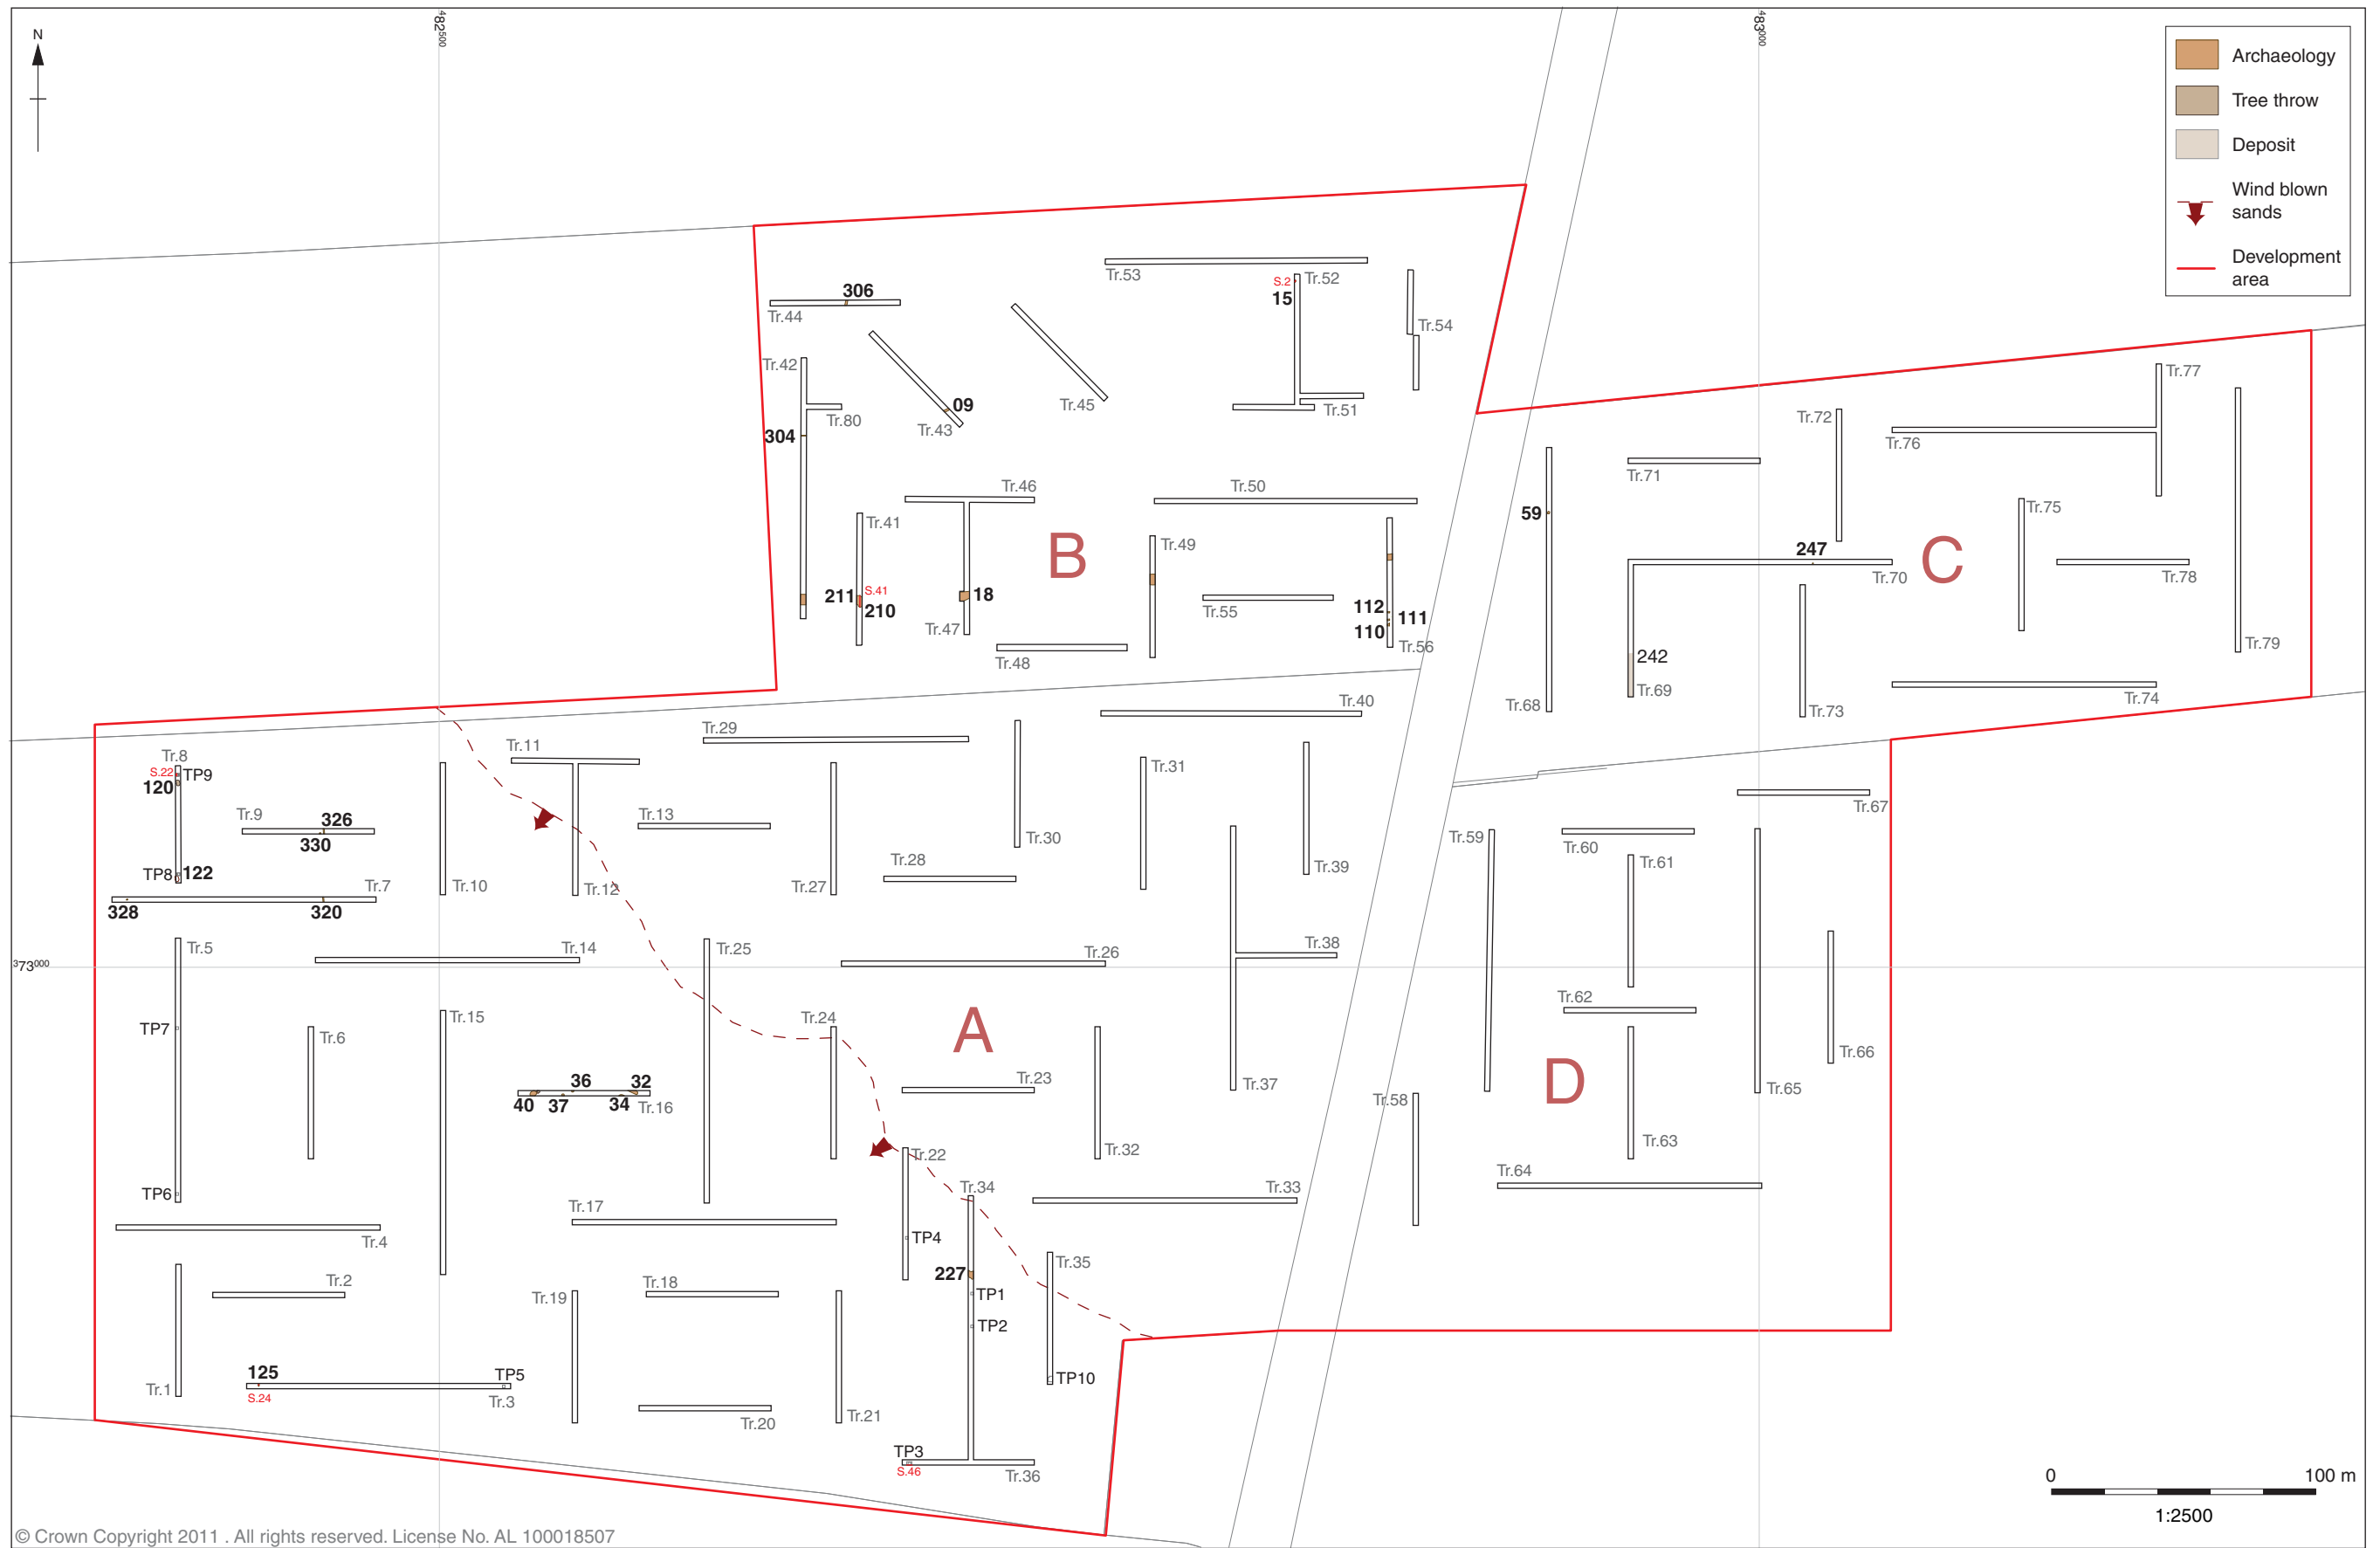 N
482500
483000
Archaeology
Tree throw
Deposit
Wind blown
sands
Development
area
Tr.53
S.2
Tr.52
15
306
Tr.44
Tr.54
Tr.42
Tr.45
09
Tr.43
Tr.80
Tr.51
304
Tr.77
Tr.72
Tr.76
Tr.71
Tr.46
Tr.50
59
Tr.75
Tr.41
B
Tr.49
247
C
Tr.70
Tr.78
211
S.41
210
18
Tr.55
112
111
110
Tr.47
Tr.56
Tr.48
242
Tr.69
Tr.79
Tr.68
Tr.73
Tr.74
Tr.40
Tr.29
Tr.11
Tr.8
S.22
TP9
120
Tr.31
Tr.67
Tr.9
326
330
Tr.13
Tr.30
Tr.59
Tr.60
Tr.28
Tr.61
Tr.39
TP8
122
Tr.7
Tr.10
Tr.12
Tr.27
328
320
Tr.5
Tr.14
Tr.25
Tr.26
Tr.38
373000
Tr.62
TP7
Tr.6
Tr.15
Tr.24
A
Tr.66
36
32
Tr.23
Tr.37
D
Tr.65
40
37
34
Tr.16
Tr.58
Tr.32
Tr.63
Tr.22
Tr.64
TP6
Tr.34
Tr.33
Tr.17
Tr.4
TP4
Tr.35
227
Tr.2
Tr.18
TP1
Tr.19
TP2
125
TP5
TP10
Tr.1
S.24
Tr.3
Tr.20
Tr.21
TP3
S.46
Tr.36
0
100 m
1:2500
© Crown Copyright 2011 . All rights reserved. License No. AL 100018507